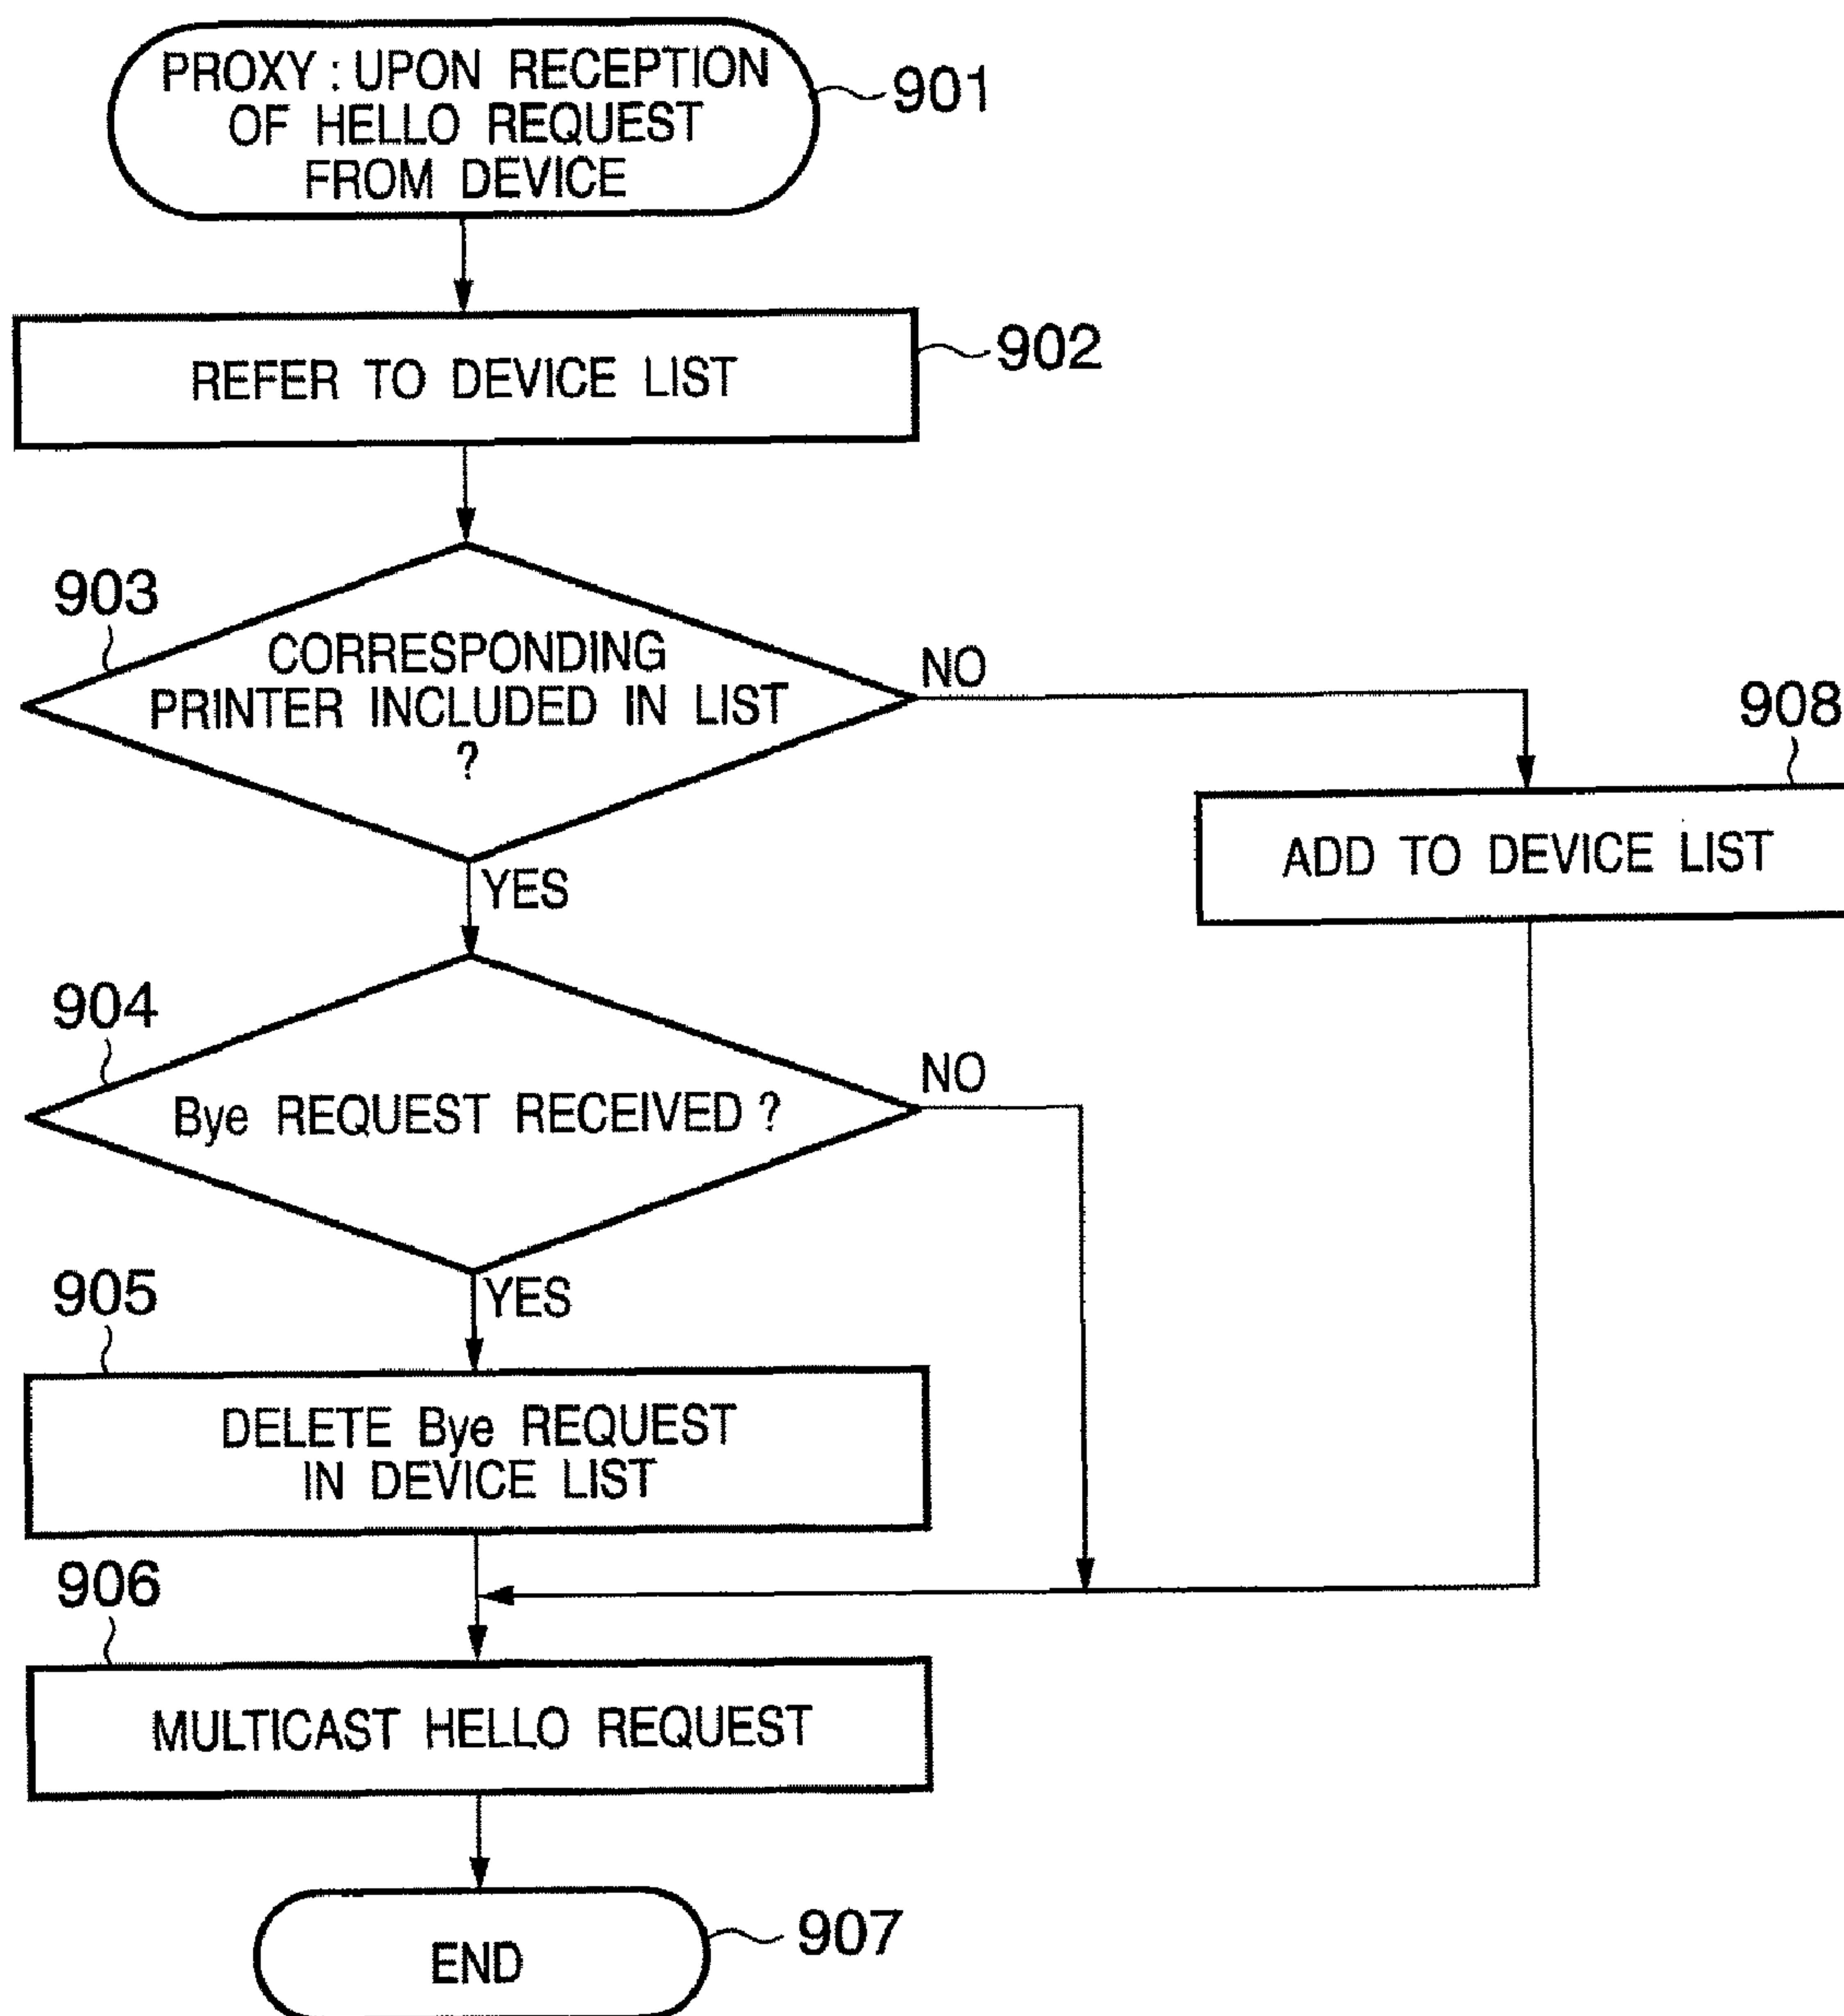 PROXY : UPON RECEPTION
OF HELLO REQUEST
FROM DEVICE
901
REFER TO DEVICE LIST
902
903
CORRESPONDING
PRINTER INCLUDED IN LIST
?
NO
YES
908
ADD TO DEVICE LIST
904
Bye REQUEST RECEIVED ?
NO
YES
905
DELETE Bye REQUEST
IN DEVICE LIST
906
MULTICAST HELLO REQUEST
END
907